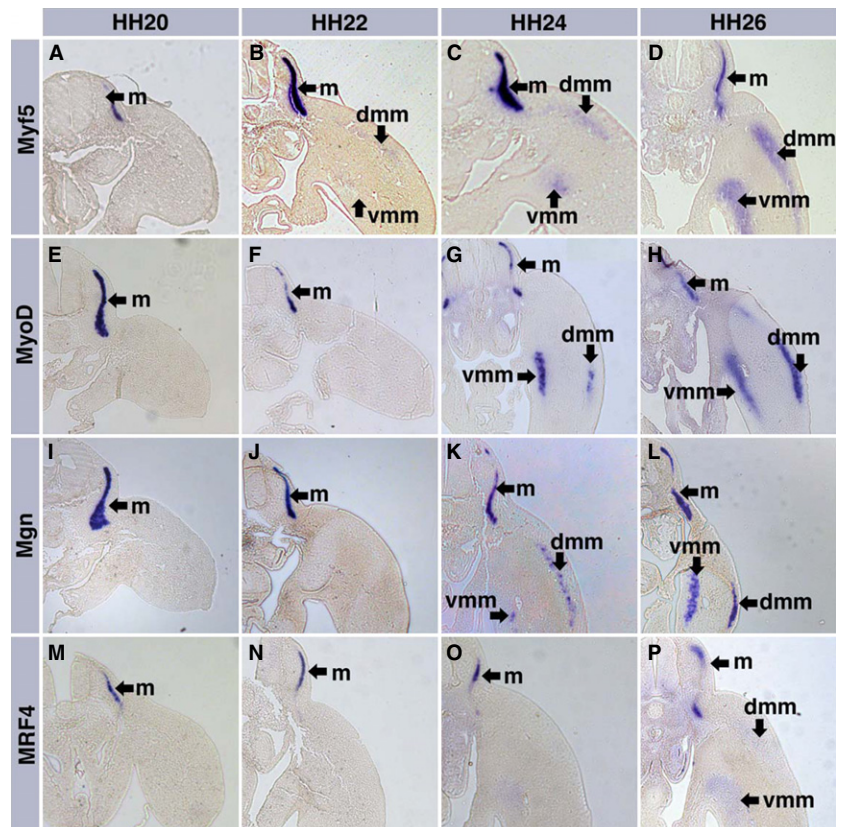 HH20 HH22 HH24 HH26
Myf5
A m
B m dmm vmm
C m dmm vmm
D m dmm vmm
MyoD
E m
F m
G m dmm vmm
H m dmm vmm
Mgn
I m
J m
K m dmm vmm
L m vmm dmm
MRF4
M m
N m
O m
P m dmm vmm